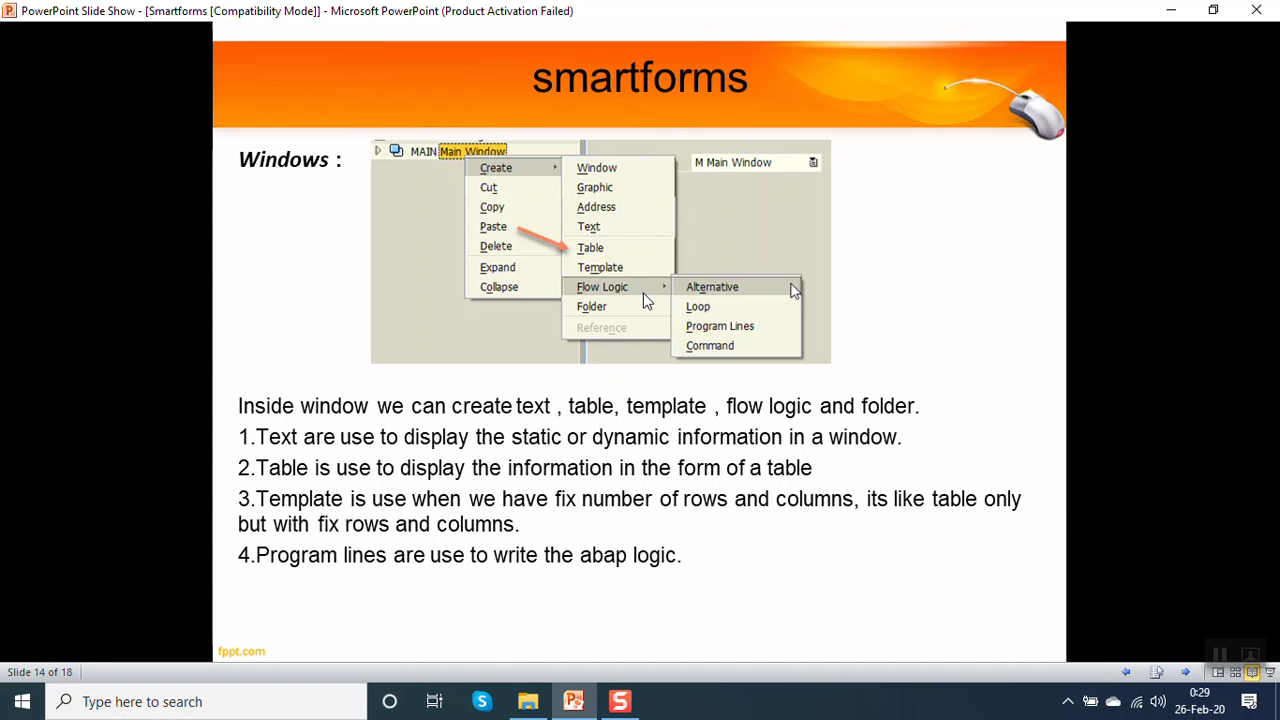 PowerPoint Slide Show - [Smartforms [Compatibility Mode]] - Microsoft PowerPoint (Product Activation Failed)
smartforms
Windows :
MAIN Main Window
M Main Window
Create
Cut
Copy
Paste
Delete
Expand
Collapse
Window
Graphic
Address
Text
Table
Template
Flow Logic
Folder
Reference
Alternative
Loop
Program Lines
Command
Inside window we can create text , table, template , flow logic and folder.
1.Text are use to display the static or dynamic information in a window.
2.Table is use to display the information in the form of a table
3.Template is use when we have fix number of rows and columns, its like table only
but with fix rows and columns.
4.Program lines are use to write the abap logic.
fppt.com
Slide 14 of 18
Type here to search
0:29
26-Feb-20